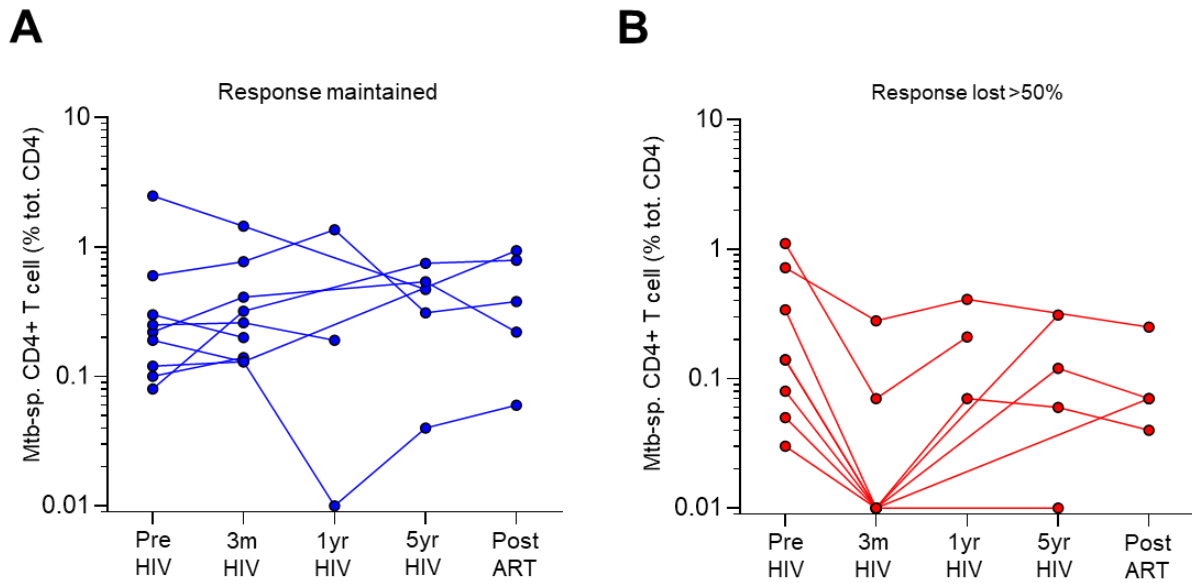 A
Response maintained
Mtb-sp. CD4+ T cell (% tot. CD4)
10
1
0.1
0.01
Pre HIV
3m HIV
1yr HIV
5yr HIV
Post ART
B
Response lost >50%
Mtb-sp. CD4+ T cell (% tot. CD4)
10
1
0.1
0.01
Pre HIV
3m HIV
1yr HIV
5yr HIV
Post ART